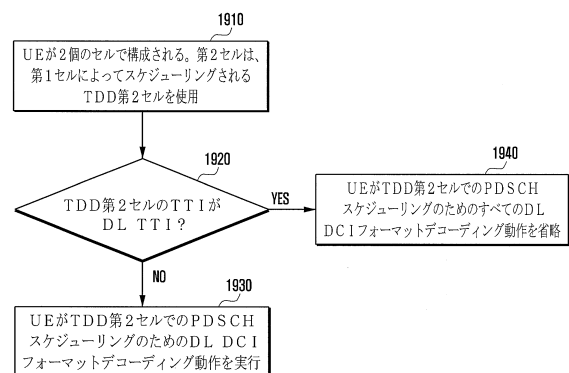 1910
UEが2個のセルで構成される。第2セルは、
第1セルによってスケジューリングされる
TDD第2セルを使用
1920
TDD第2セルのTTIが
DL TTI?
YES
1940
UEがTDD第2セルでのPDSCH
スケジューリングのためのすべてのDL
DCIフォーマットデコーディング動作を省略
NO
1930
UEがTDD第2セルでのPDSCH
スケジューリングのためのDL DCI
フォーマットデコーディング動作を実行